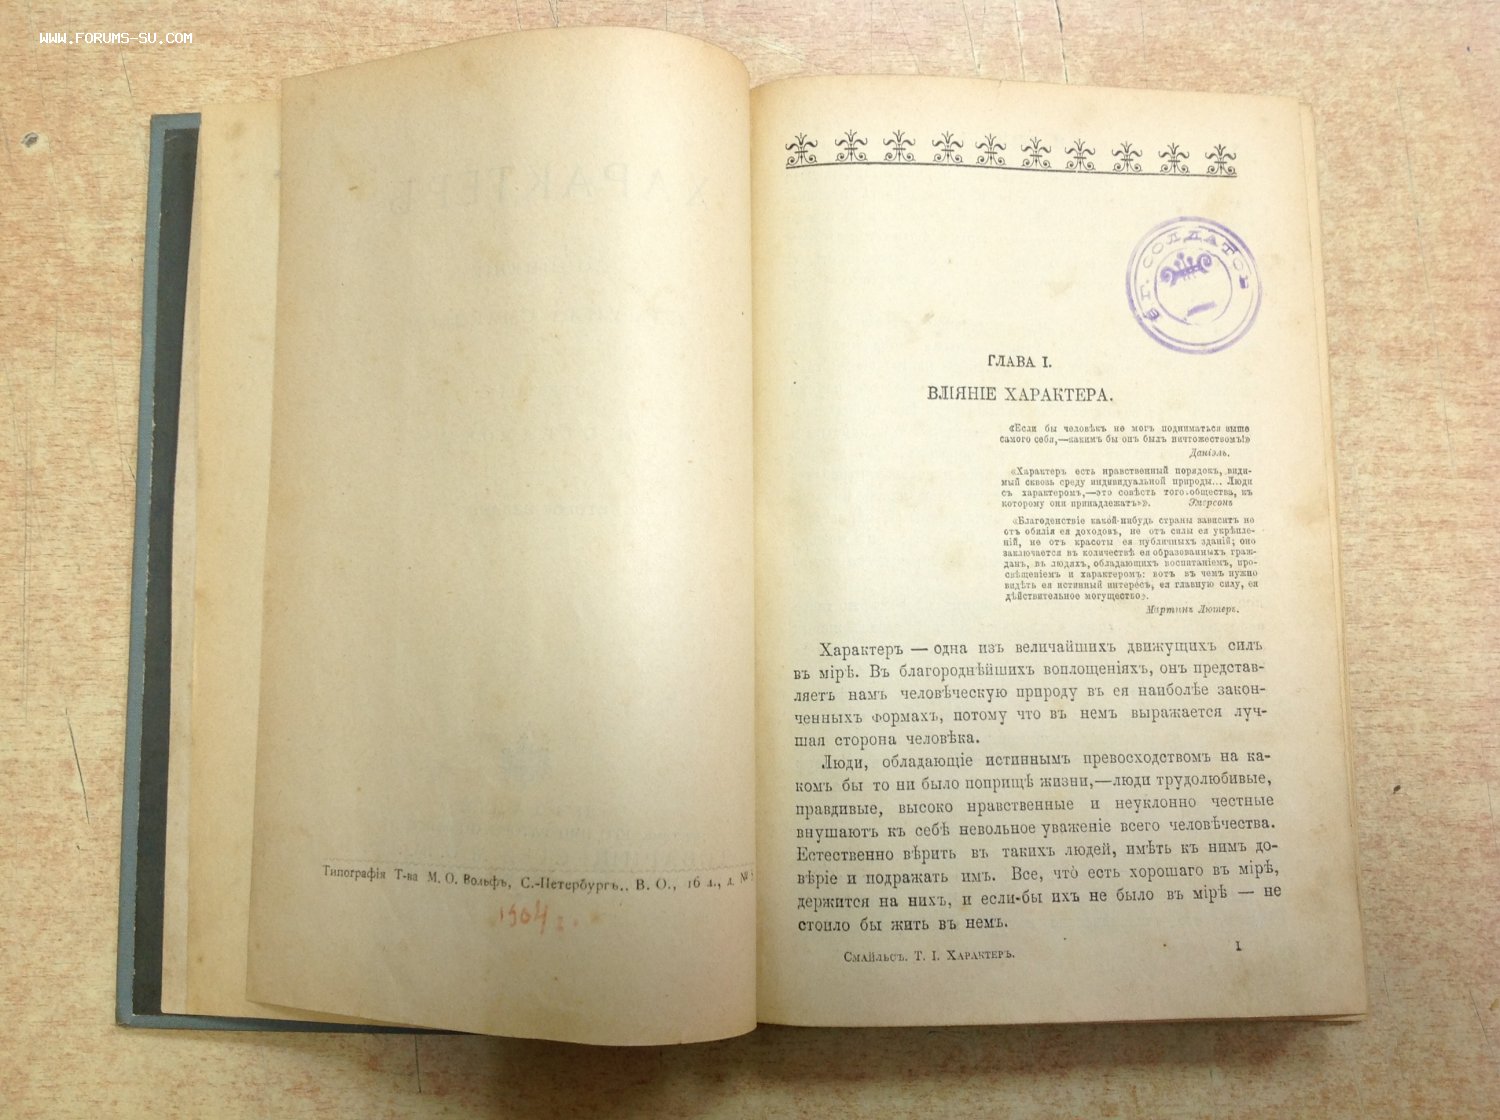 WWW.FORUMS-SU.COM
Типографія Т-ва М. О. Вольфъ, С.-Петербургъ., В. О., 16 л., д. №
1904 г.
ЕГ. СОЛДАТОВ
ГЛАВА I.
ВЛІЯНІЕ ХАРАКТЕРА.
«Если бы человѣкъ не могъ подниматься выше
самого себя,—какимъ бы онъ былъ ничтожествомъ!»
Даніэль.
«Характеръ есть нравственный порядокъ, види-
мый сквозь среду индивидуальной природы... Люди
съ характеромъ,—это совѣсть того общества, къ
которому они принадлежатъ». Эмерсонъ
«Благоденствіе какой-нибудь страны зависитъ не
отъ обилія ея доходовъ, не отъ силы ея укрѣпле-
ній, не отъ красоты ея публичныхъ зданій; оно
заключается въ количествѣ ея образованныхъ граж-
данъ, въ людяхъ, обладающихъ воспитаніемъ, про-
свѣщеніемъ и характеромъ: вотъ въ чемъ нужно
видѣть ея истинный интересъ, ея главную силу, ея
дѣйствительное могущество».
Мартинъ Лютеръ.
Характеръ — одна изъ величайшихъ движущихъ силъ
въ мірѣ. Въ благороднѣйшихъ воплощеніяхъ, онъ представ-
ляетъ намъ человѣческую природу въ ея наиболѣе закон-
ченныхъ формахъ, потому что въ немъ выражается луч-
шая сторона человѣка.
Люди, обладающіе истиннымъ превосходствомъ на ка-
комъ бы то ни было поприщѣ жизни,—люди трудолюбивые,
правдивые, высоко нравственные и неуклонно честные
внушаютъ къ себѣ невольное уваженіе всего человѣчества.
Естественно вѣрить въ такихъ людей, имѣть къ нимъ до-
вѣріе и подражать имъ. Все, что есть хорошаго въ мірѣ,
держится на нихъ, и если-бы ихъ не было въ мірѣ — не
стоило бы жить въ немъ.
Смайльсъ. Т. I. Характеръ.
1